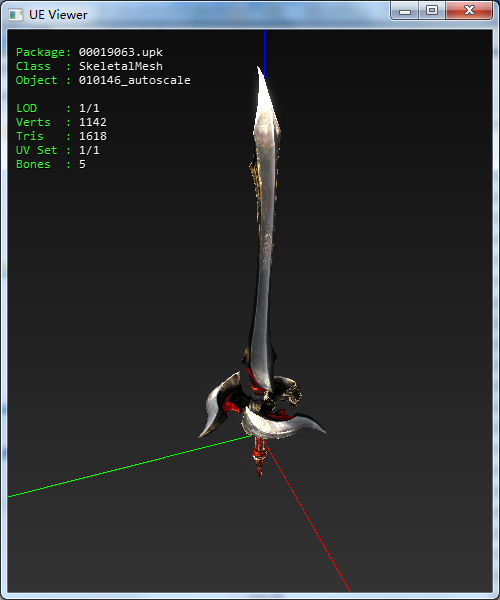 UE Viewer
Package: 00019063.upk
Class : SkeletalMesh
Object : 010146_autoscale
LOD : 1/1
Verts : 1142
Tris : 1618
UV Set : 1/1
Bones : 5